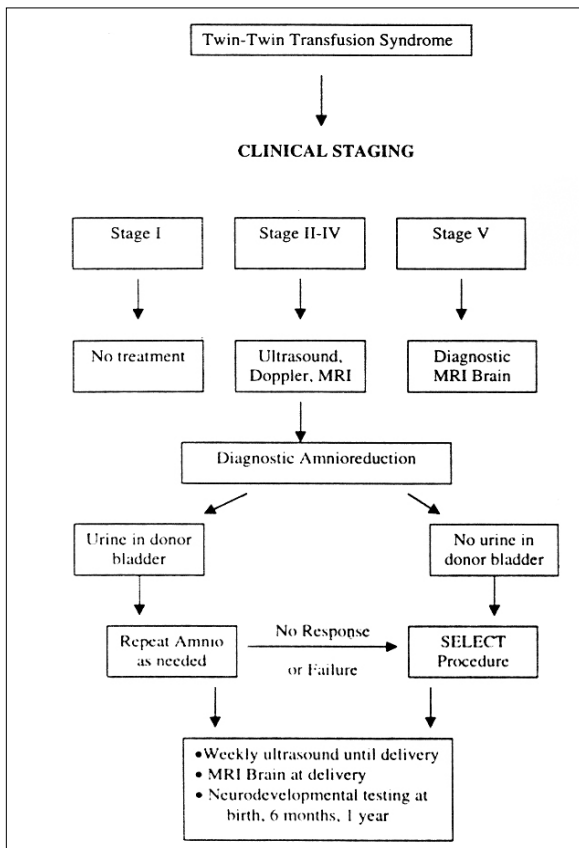 Twin-Twin Transfusion Syndrome
CLINICAL STAGING
Stage I
Stage II-IV
Stage V
No treatment
Ultrasound,
Doppler, MRI
Diagnostic
MRI Brain
Diagnostic Amnioreduction
Urine in donor
bladder
No urine in
donor bladder
Repeat Amnio
as needed
No Response
or Failure
SELECT
Procedure
•Weekly ultrasound until delivery
• MRI Brain at delivery
• Neurodevelopmental testing at
birth, 6 months, 1 year